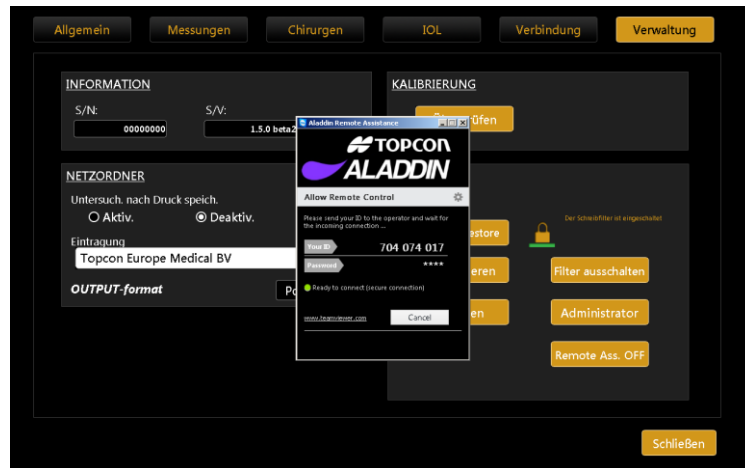 Allgemein
Messungen
Chirurgen
IOL
Verbindung
Verwaltung
INFORMATION
S/N:
S/V:
00000000
1.5.0 beta2
KALIBRIERUNG
NETZORDNER
Untersuch. nach Druck speich.
Aktiv.
Deaktiv.
Eintragung
Topcon Europe Medical BV
OUTPUT-format
Aladdin Remote Assistance
TOPCON
ALADDIN
Allow Remote Control
Please send your ID to the operator and wait for
the incoming connection ...
Your ID
704 074 017
Password
****
Ready to connect (secure connection)
www.teamviewer.com
Cancel
Der Schreibfilter ist eingeschaltet
Filter ausschalten
Administrator
Remote Ass. OFF
Schließen